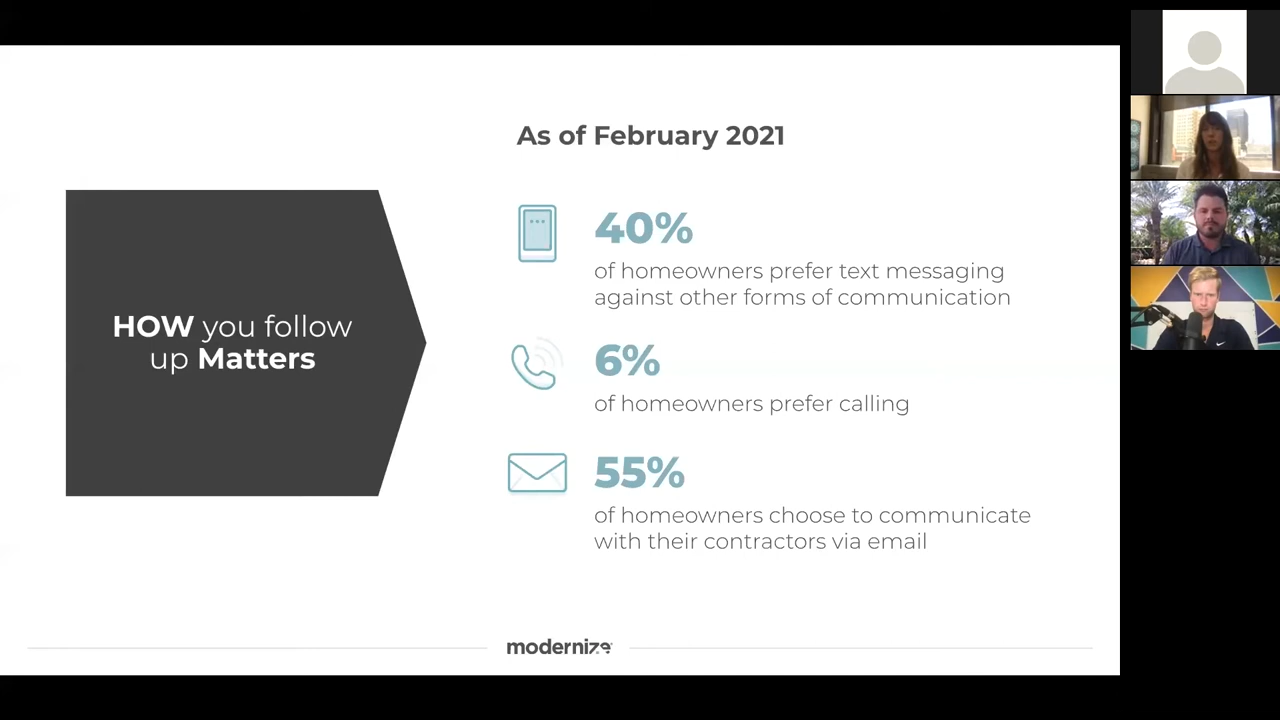 As of February 2021
HOW you follow
up Matters
40%
of homeowners prefer text messaging
against other forms of communication
6%
of homeowners prefer calling
55%
of homeowners choose to communicate
with their contractors via email
modernize